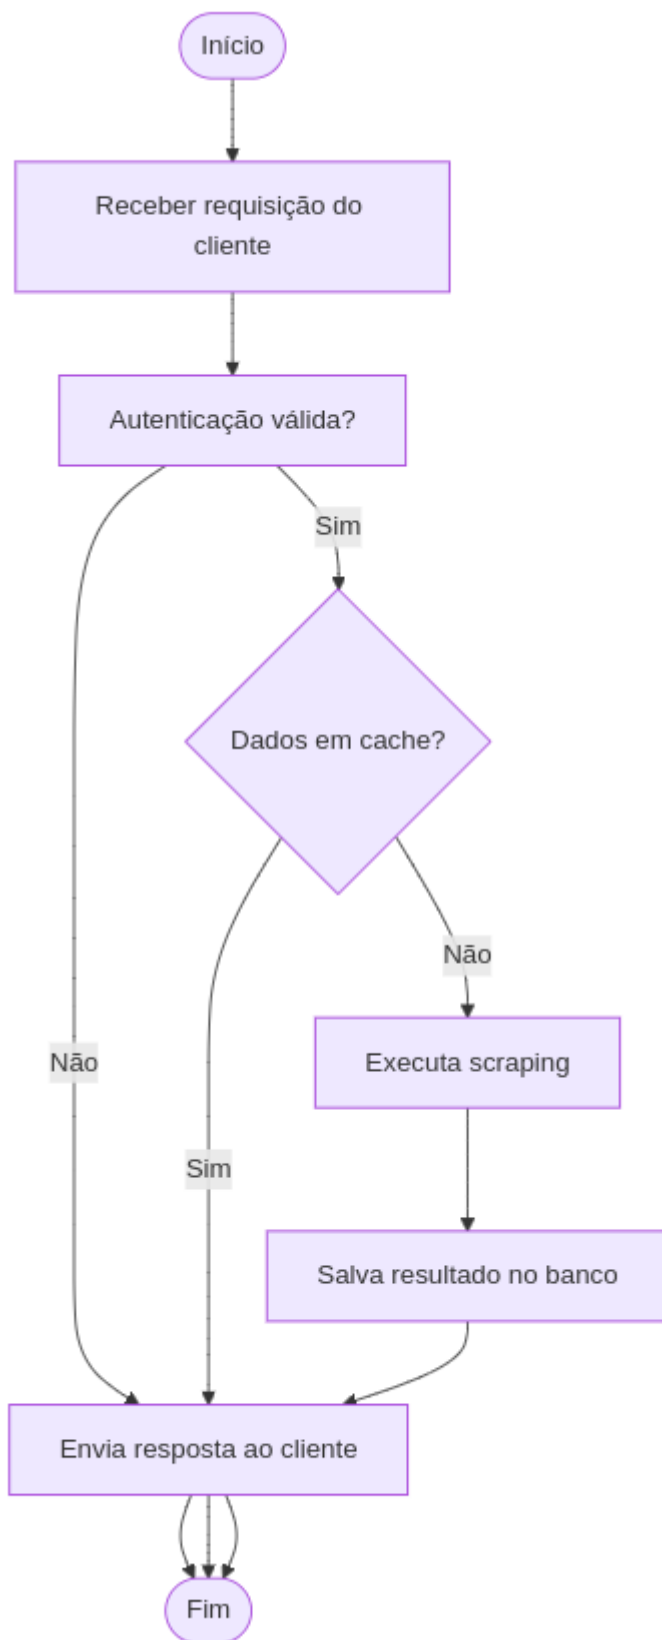 Início
Receber requisição do
cliente
Autenticação válida?
Sim
Dados em cache?
Não
Executa scraping
Não
Sim
Salva resultado no banco
Envia resposta ao cliente
Fim